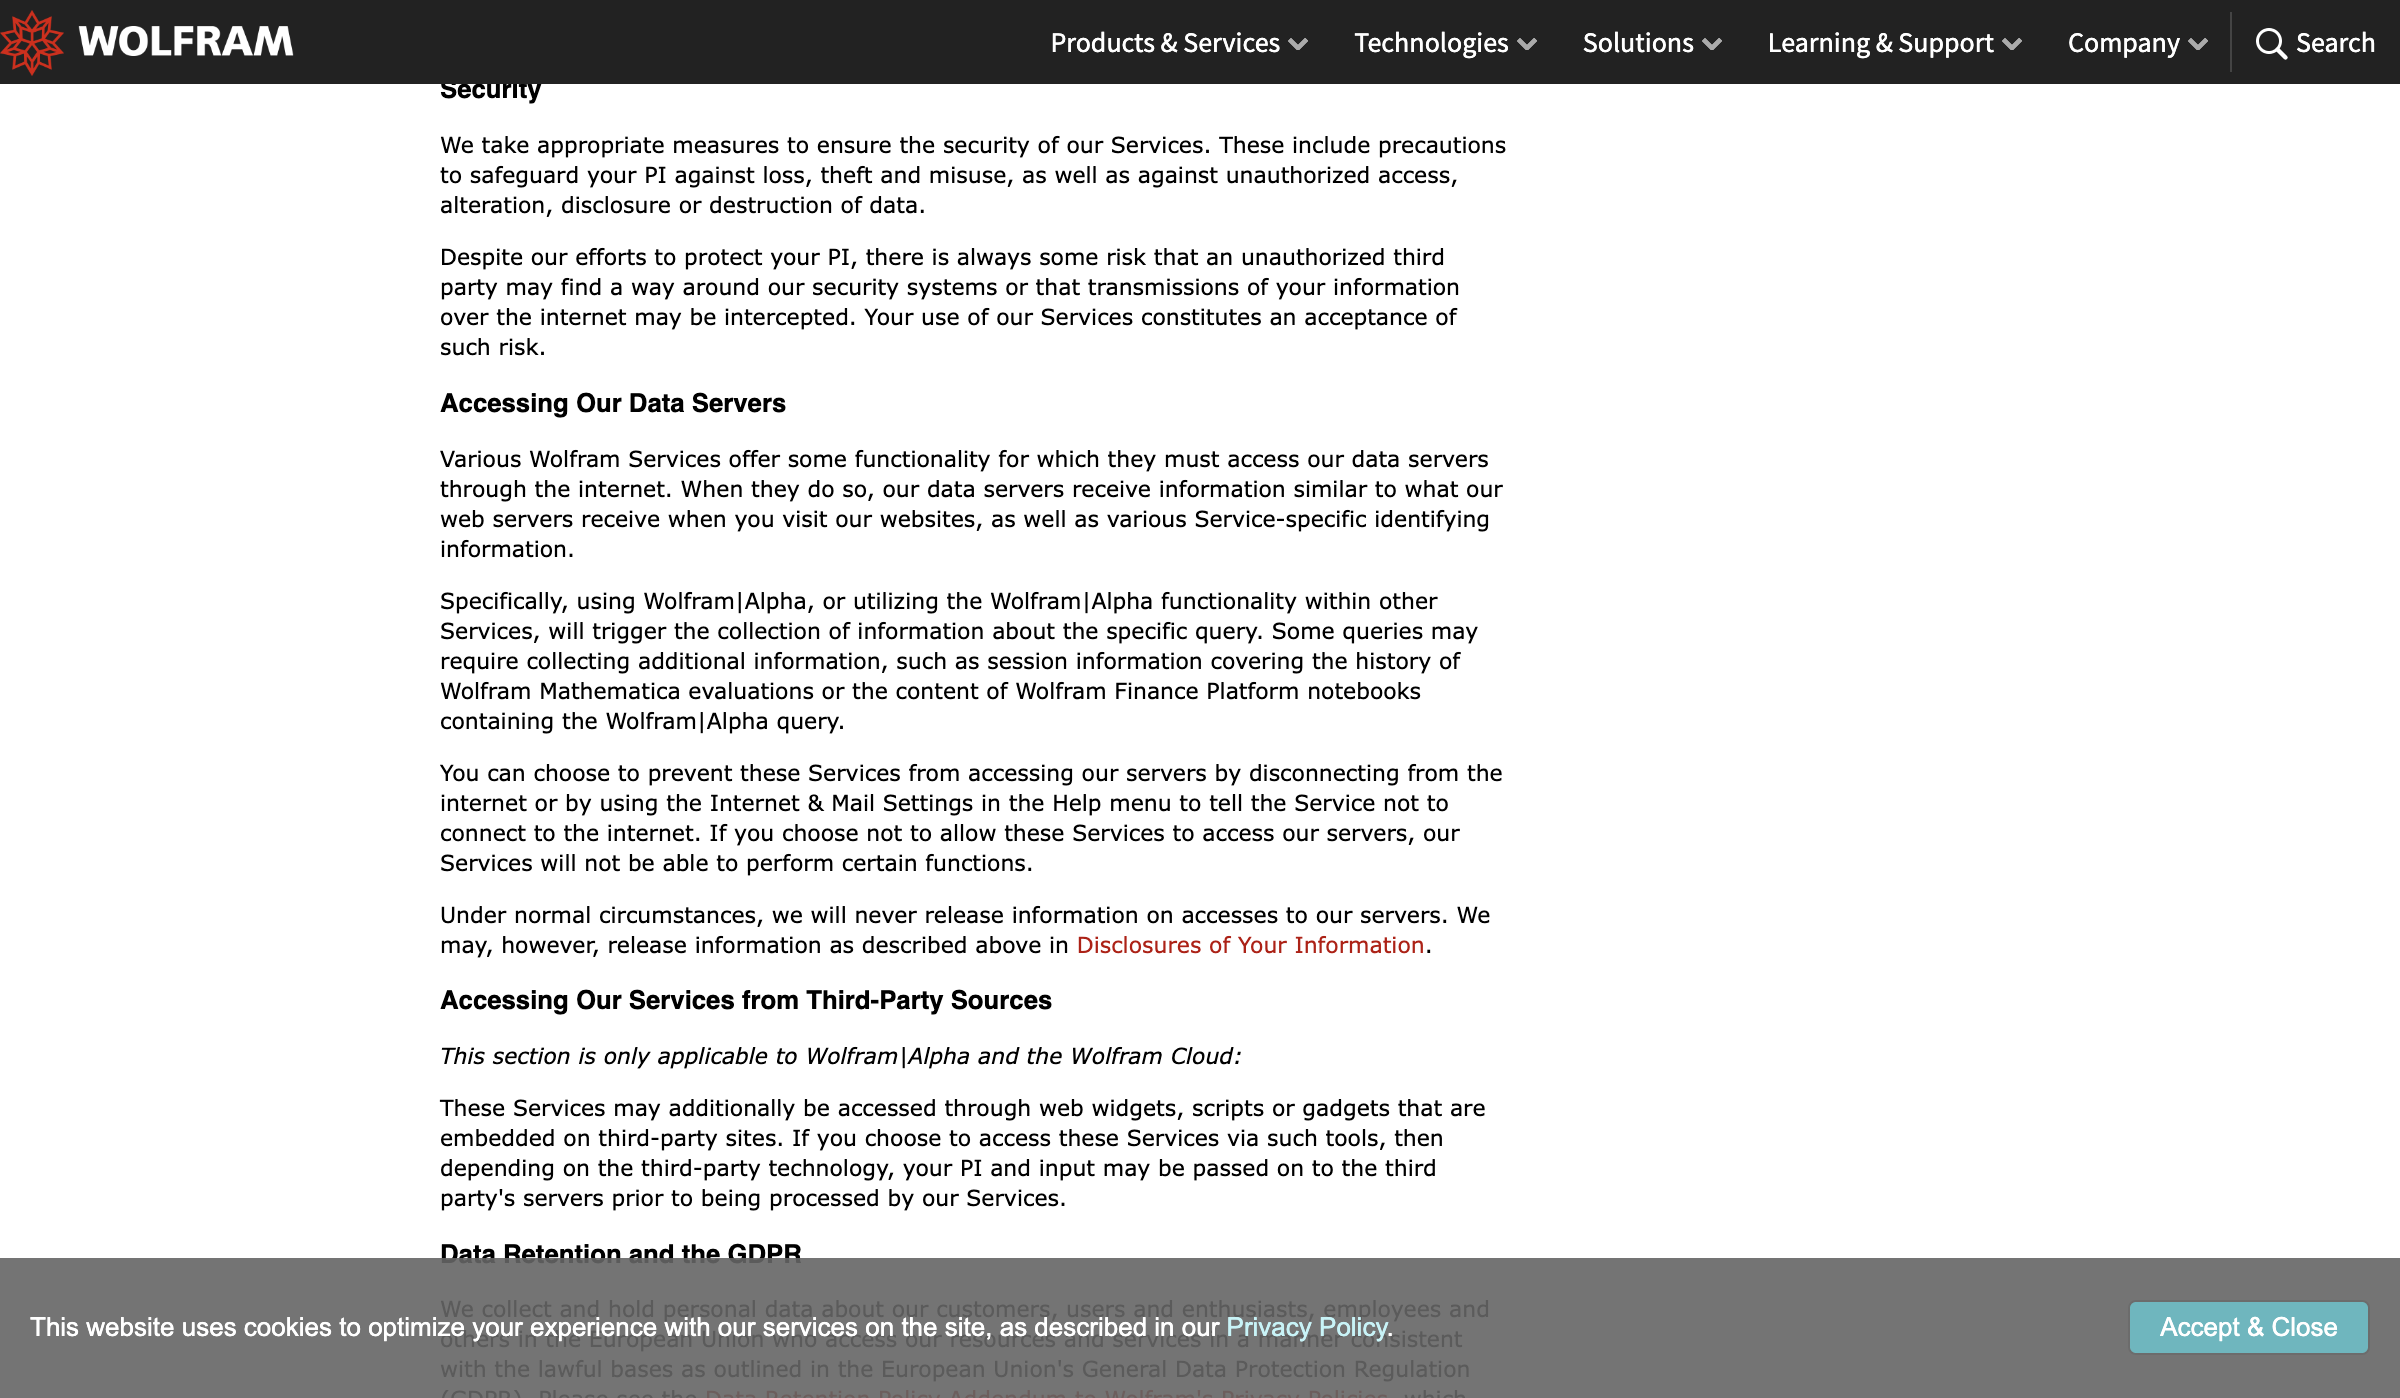 WOLFRAM
Products & Services
Technologies
Solutions
Learning & Support
Company
Search
Security
We take appropriate measures to ensure the security of our Services. These include precautions
to safeguard your PI against loss, theft and misuse, as well as against unauthorized access,
alteration, disclosure or destruction of data.
Despite our efforts to protect your PI, there is always some risk that an unauthorized third
party may find a way around our security systems or that transmissions of your information
over the internet may be intercepted. Your use of our Services constitutes an acceptance of
such risk.
Accessing Our Data Servers
Various Wolfram Services offer some functionality for which they must access our data servers
through the internet. When they do so, our data servers receive information similar to what our
web servers receive when you visit our websites, as well as various Service-specific identifying
information.
Specifically, using Wolfram|Alpha, or utilizing the Wolfram|Alpha functionality within other
Services, will trigger the collection of information about the specific query. Some queries may
require collecting additional information, such as session information covering the history of
Wolfram Mathematica evaluations or the content of Wolfram Finance Platform notebooks
containing the Wolfram|Alpha query.
You can choose to prevent these Services from accessing our servers by disconnecting from the
internet or by using the Internet & Mail Settings in the Help menu to tell the Service not to
connect to the internet. If you choose not to allow these Services to access our servers, our
Services will not be able to perform certain functions.
Under normal circumstances, we will never release information on accesses to our servers. We
may, however, release information as described above in Disclosures of Your Information.
Accessing Our Services from Third-Party Sources
This section is only applicable to Wolfram|Alpha and the Wolfram Cloud:
These Services may additionally be accessed through web widgets, scripts or gadgets that are
embedded on third-party sites. If you choose to access these Services via such tools, then
depending on the third-party technology, your PI and input may be passed on to the third
party's servers prior to being processed by our Services.
Data Retention and the GDPR
We collect and hold personal data about our customers, users and enthusiasts, employees and
others in the European Union who access our resources and services in a manner consistent
with the lawful bases as outlined in the European Union's General Data Protection Regulation
(GDPR). Please see the Data Retention Policy Addendum to Wolfram's Privacy Policies, which
This website uses cookies to optimize your experience with our services on the site, as described in our Privacy Policy.
Accept & Close